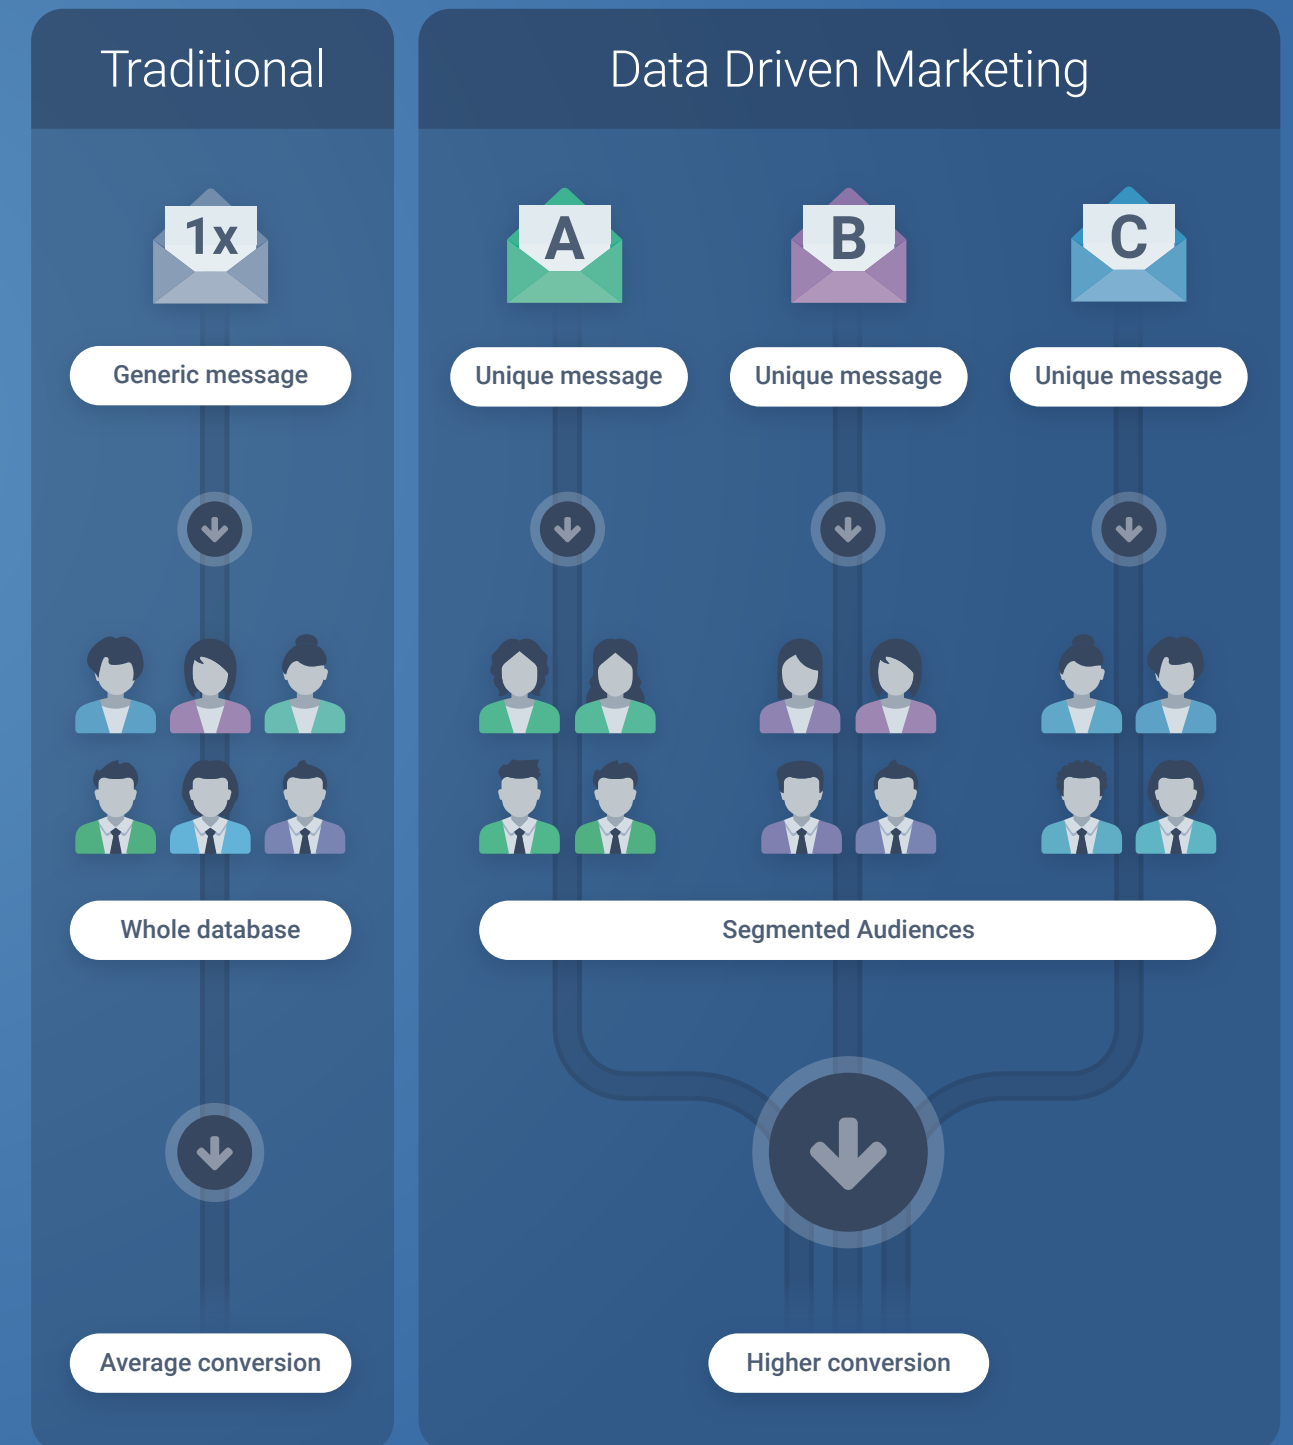 Traditional
1x
Generic message
Whole database
Average conversion
Data Driven Marketing
A
B
C
Unique message
Unique message
Unique message
Segmented Audiences
Higher conversion